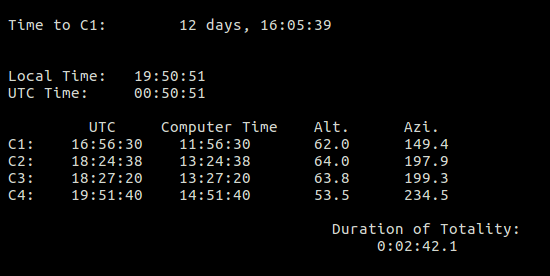 Time to C1: 12 days, 16:05:39
Local Time: 19:50:51
UTC Time: 00:50:51
UTC Computer Time Alt. Azi.
C1: 16:56:30 11:56:30 62.0 149.4
C2: 18:24:38 13:24:38 64.0 197.9
C3: 18:27:20 13:27:20 63.8 199.3
C4: 19:51:40 14:51:40 53.5 234.5
Duration of Totality:
0:02:42.1